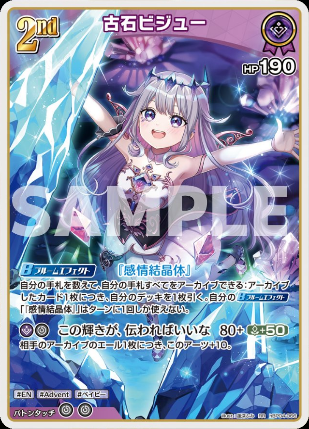 2nd
古石ビジュー
HP190
SAMPLE
ブルームエフェクト
『感情結晶体』
自分の手札を数えて、自分の手札すべてをアーカイブできる:アーカイブ
したカード1枚につき、自分のデッキを1枚引く。自分のブルームエフェクト
「『感情結晶体』」はターンに1回しか使えない。
この輝きが、伝わればいいな 80+ +50
相手のアーカイブのエール1枚につき、このアーツ+10。
#EN #Advent #ベイビー
バトンタッチ